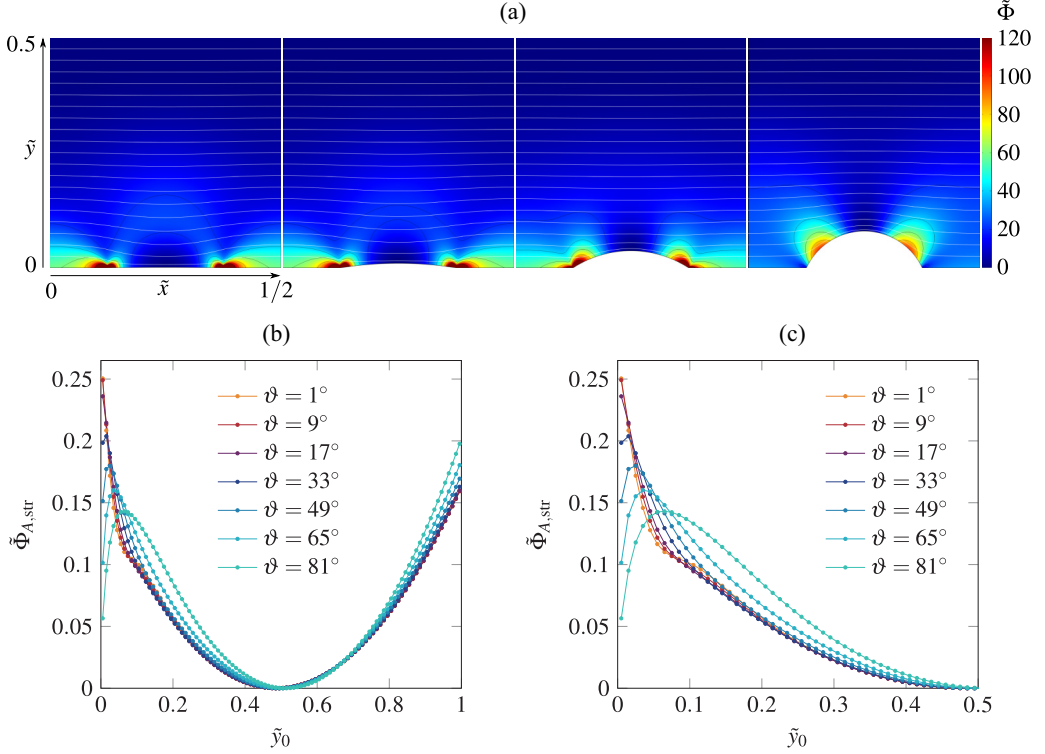 (a)
Φ̃
0.5
ỹ
0
0
x̃
1/2
120
100
80
60
40
20
0
(b)
Φ̃A,str
0.25
0.2
0.15
0.1
0.05
0
0
0.2
0.4
0.6
0.8
1
ỹ0
ϑ = 1°
ϑ = 9°
ϑ = 17°
ϑ = 33°
ϑ = 49°
ϑ = 65°
ϑ = 81°
(c)
Φ̃A,str
0.25
0.2
0.15
0.1
0.05
0
0
0.1
0.2
0.3
0.4
0.5
ỹ0
ϑ = 1°
ϑ = 9°
ϑ = 17°
ϑ = 33°
ϑ = 49°
ϑ = 65°
ϑ = 81°